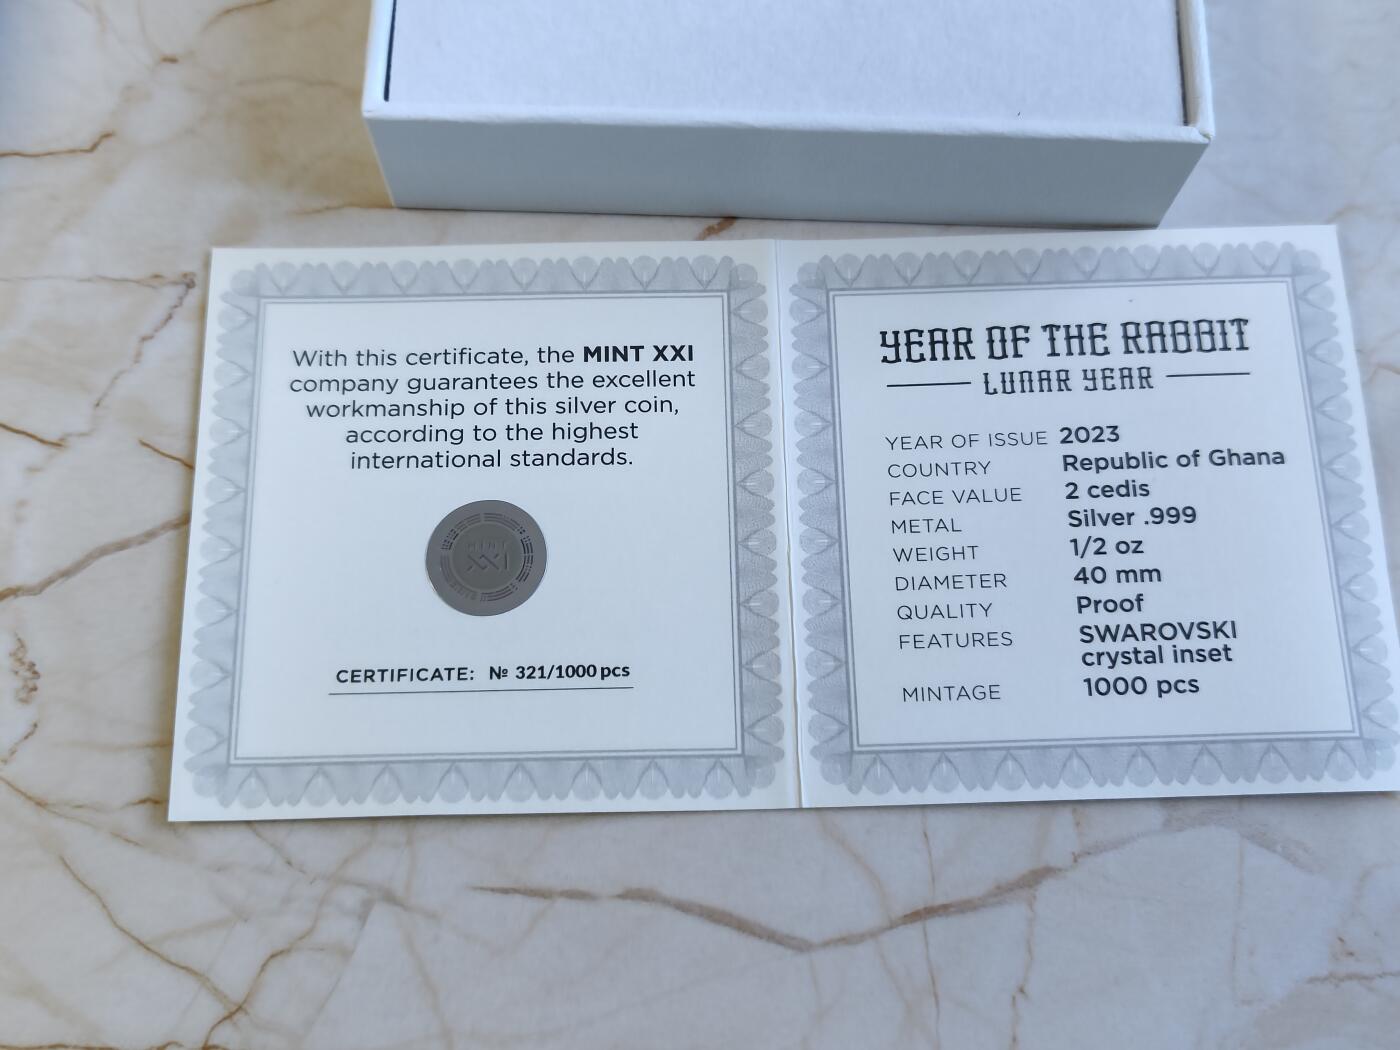 With this certificate, the MINT XXI
company guarantees the excellent
workmanship of this silver coin,
according to the highest
international standards.
MINT
XXI
CERTIFICATE: № 321/1000 pcs
YEAR OF THE RABBIT
LUNAR YEAR
YEAR OF ISSUE 2023
COUNTRY Republic of Ghana
FACE VALUE 2 cedis
METAL Silver .999
WEIGHT 1/2 oz
DIAMETER 40 mm
QUALITY Proof
FEATURES SWAROVSKI
crystal inset
MINTAGE 1000 pcs